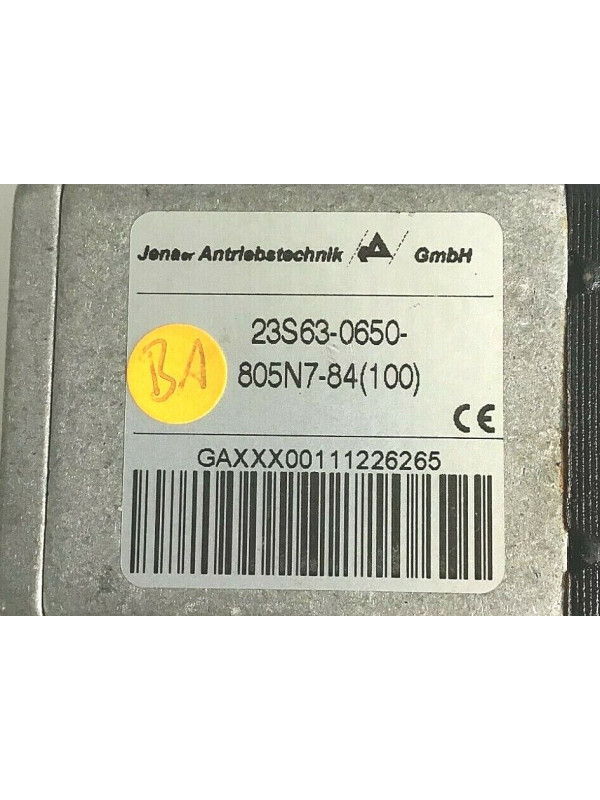 Jenaer Antriebstechnik GmbH
23S63-0650-
805N7-84(100)
BA
CE
GAXXX00111226265